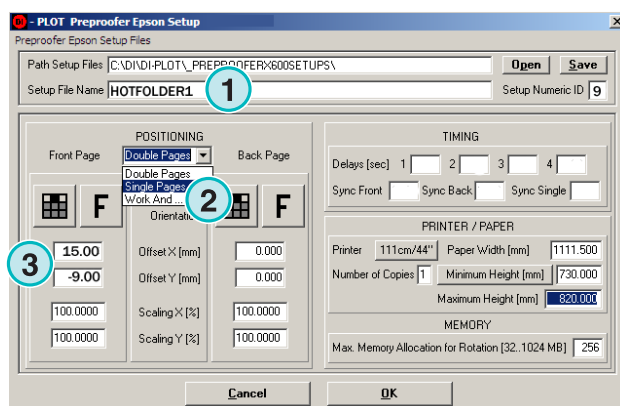 Di - PLOT Preproofer Epson Setup
Preproofer Epson Setup Files
Path Setup Files C:\DI\DI-PLOT\_PREPROOFERX600SETUPS\ Open Save
Setup File Name HOTFOLDER1 1 Setup Numeric ID 9
POSITIONING
Front Page Double Pages Back Page
Double Pages
Single Pages
Work And ... 2
F Orientatio F
3
15.00 Offset X [mm] 0.000
-9.00 Offset Y [mm] 0.000
100.0000 Scaling X [%] 100.0000
100.0000 Scaling Y [%] 100.0000
TIMING
Delays [sec] 1 2 3 4
Sync Front Sync Back Sync Single
PRINTER / PAPER
Printer 111cm/44" Paper Width [mm] 1111.500
Number of Copies 1 Minimum Height [mm] 730.000
Maximum Height [mm] 820.000
MEMORY
Max. Memory Allocation for Rotation [32..1024 MB] 256
Cancel OK